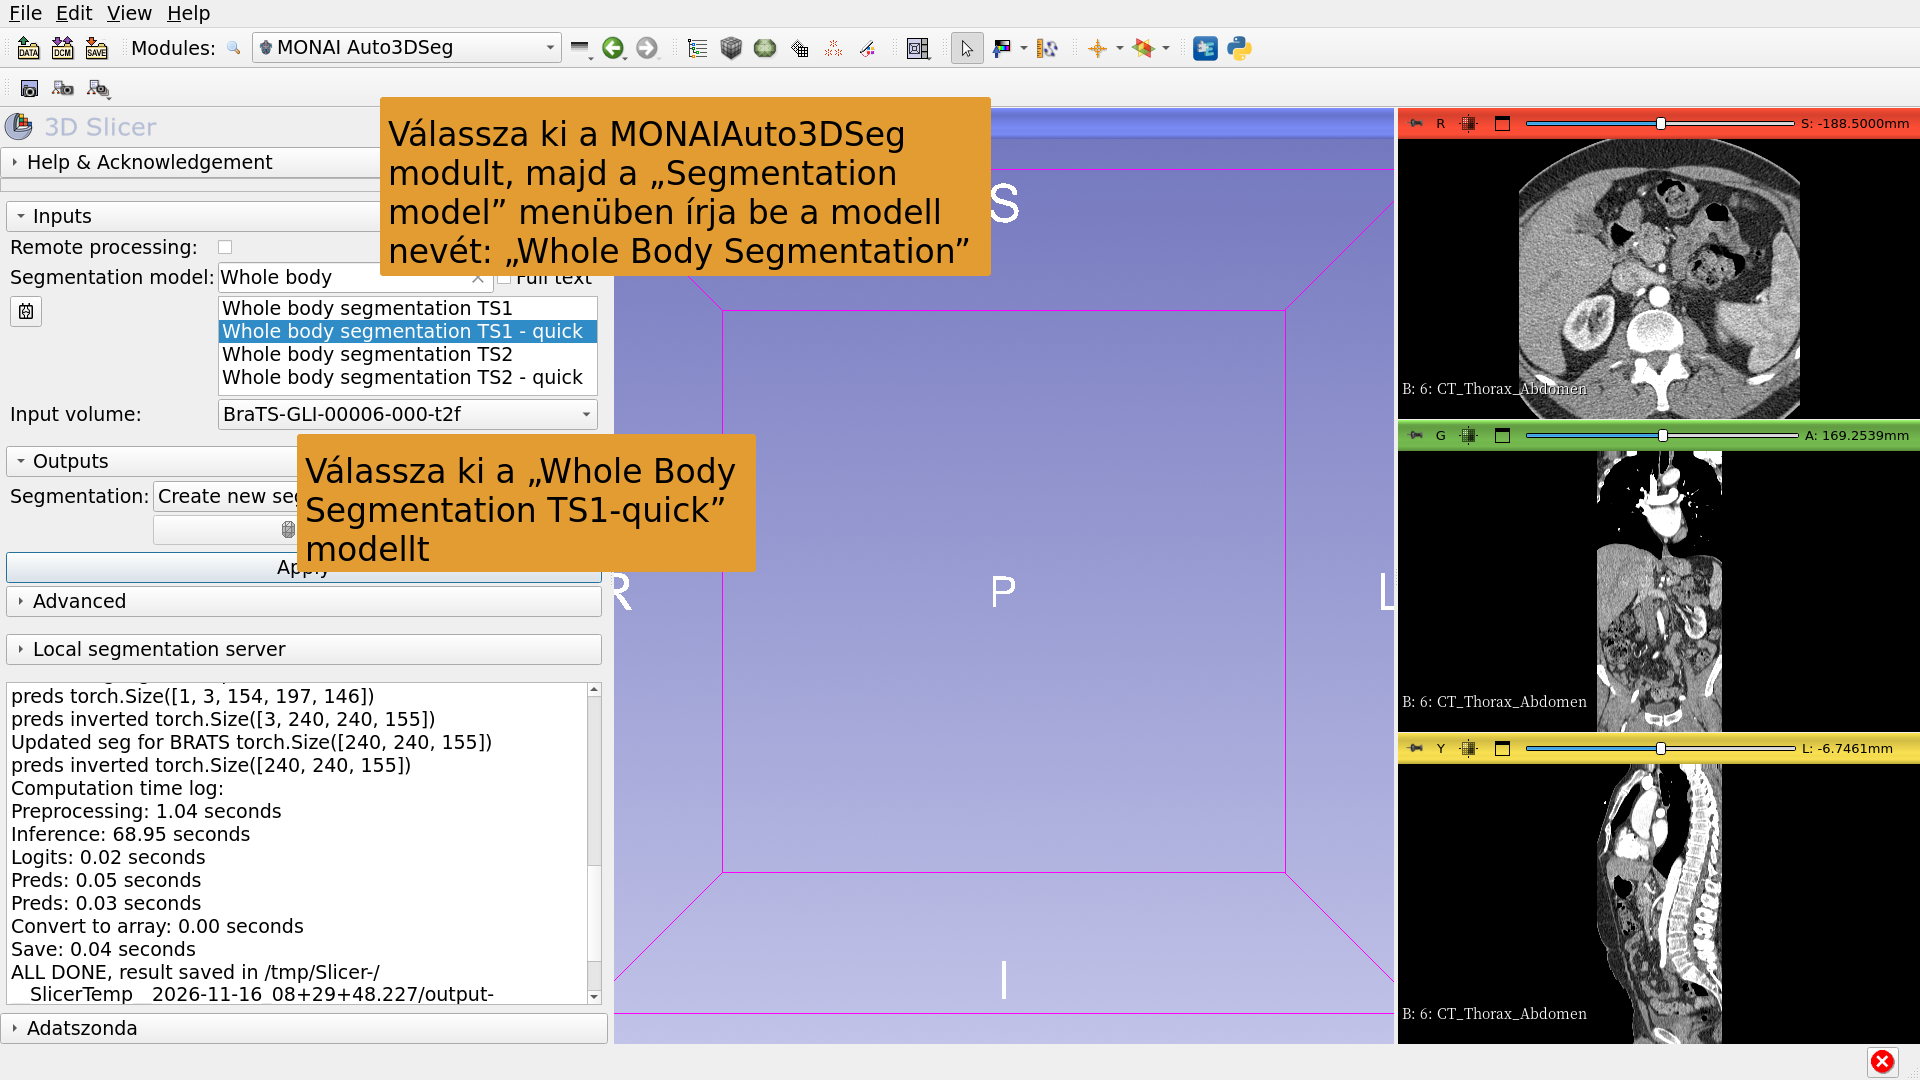 File Edit View Help
DATA DCM SAVE Modules: MONAI Auto3DSeg
3D Slicer
Help & Acknowledgement
Inputs
Remote processing:
Segmentation model: Whole body Full text
Whole body segmentation TS1
Whole body segmentation TS1 - quick
Whole body segmentation TS2
Whole body segmentation TS2 - quick
Input volume: BraTS-GLI-00006-000-t2f
Outputs
Segmentation: Create new seg
Apply
Advanced
Local segmentation server
preds torch.Size([1, 3, 154, 197, 146])
preds inverted torch.Size([3, 240, 240, 155])
Updated seg for BRATS torch.Size([240, 240, 155])
preds inverted torch.Size([240, 240, 155])
Computation time log:
Preprocessing: 1.04 seconds
Inference: 68.95 seconds
Logits: 0.02 seconds
Preds: 0.05 seconds
Preds: 0.03 seconds
Convert to array: 0.00 seconds
Save: 0.04 seconds
ALL DONE, result saved in /tmp/Slicer-/
__SlicerTemp__2026-11-16_08+29+48.227/output-
Adatszonda
Válassza ki a MONAIAuto3DSeg
modult, majd a „Segmentation
model” menüben írja be a modell
nevét: „Whole Body Segmentation”
Válassza ki a „Whole Body
Segmentation TS1-quick”
modellt
S
R P L
I
R S: -188.5000mm
B: 6: CT_Thorax_Abdomen
G A: 169.2539mm
B: 6: CT_Thorax_Abdomen
Y L: -6.7461mm
B: 6: CT_Thorax_Abdomen